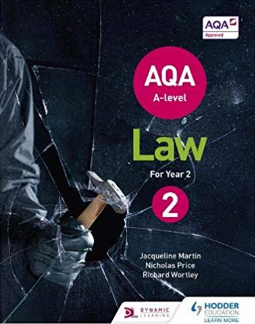 AQA
Approved
AQA
A-level
Law
For Year 2
2
Jacqueline Martin
Nicholas Price
Richard Wortley
DYNAMIC
LEARNING
HODDER
EDUCATION
LEARN MORE